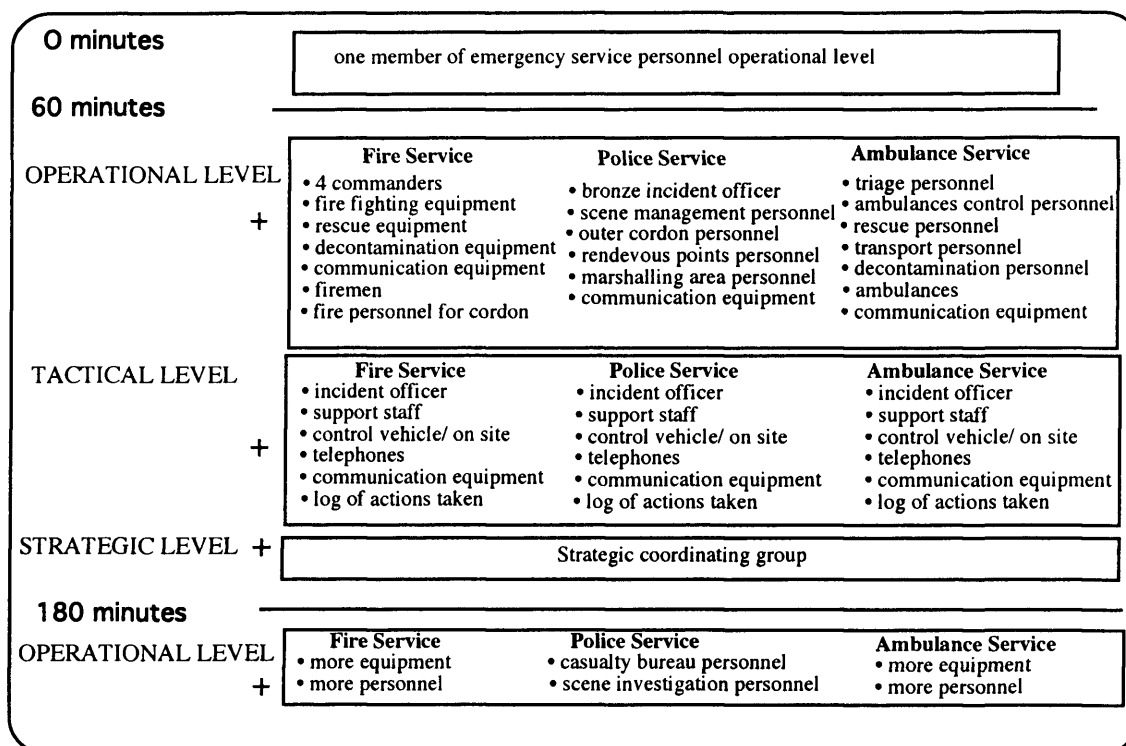 0 minutes
one member of emergency service personnel operational level
60 minutes
OPERATIONAL LEVEL
+
Fire Service
• 4 commanders
• fire fighting equipment
• rescue equipment
• decontamination equipment
• communication equipment
• firemen
• fire personnel for cordon
Police Service
• bronze incident officer
• scene management personnel
• outer cordon personnel
• rendevous points personnel
• marshalling area personnel
• communication equipment
Ambulance Service
• triage personnel
• ambulances control personnel
• rescue personnel
• transport personnel
• decontamination personnel
• ambulances
• communication equipment
TACTICAL LEVEL
+
Fire Service
• incident officer
• support staff
• control vehicle/ on site
• telephones
• communication equipment
• log of actions taken
Police Service
• incident officer
• support staff
• control vehicle/ on site
• telephones
• communication equipment
• log of actions taken
Ambulance Service
• incident officer
• support staff
• control vehicle/ on site
• telephones
• communication equipment
• log of actions taken
STRATEGIC LEVEL +
Strategic coordinating group
180 minutes
OPERATIONAL LEVEL
+
Fire Service
• more equipment
• more personnel
Police Service
• casualty bureau personnel
• scene investigation personnel
Ambulance Service
• more equipment
• more personnel